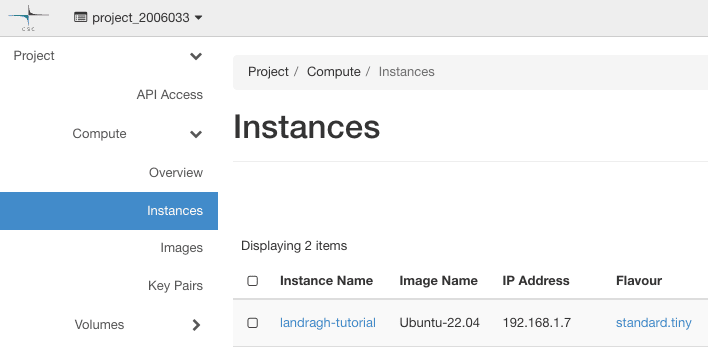 CSC
project_2006033
Project
API Access
Compute
Overview
Instances
Images
Key Pairs
Volumes
Project / Compute / Instances
Instances
Displaying 2 items
Instance Name Image Name IP Address Flavour
landragh-tutorial Ubuntu-22.04 192.168.1.7 standard.tiny